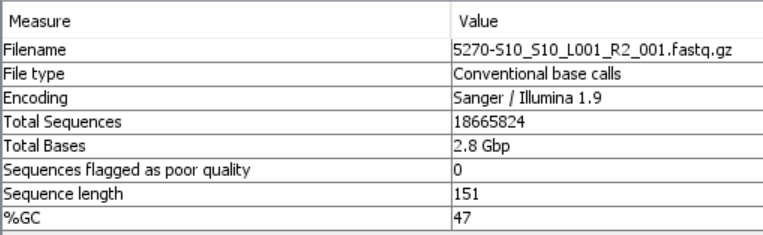 Measure Value
Filename 5270-S10_S10_L001_R2_001.fastq.gz
File type Conventional base calls
Encoding Sanger / Illumina 1.9
Total Sequences 18665824
Total Bases 2.8 Gbp
Sequences flagged as poor quality 0
Sequence length 151
%GC 47